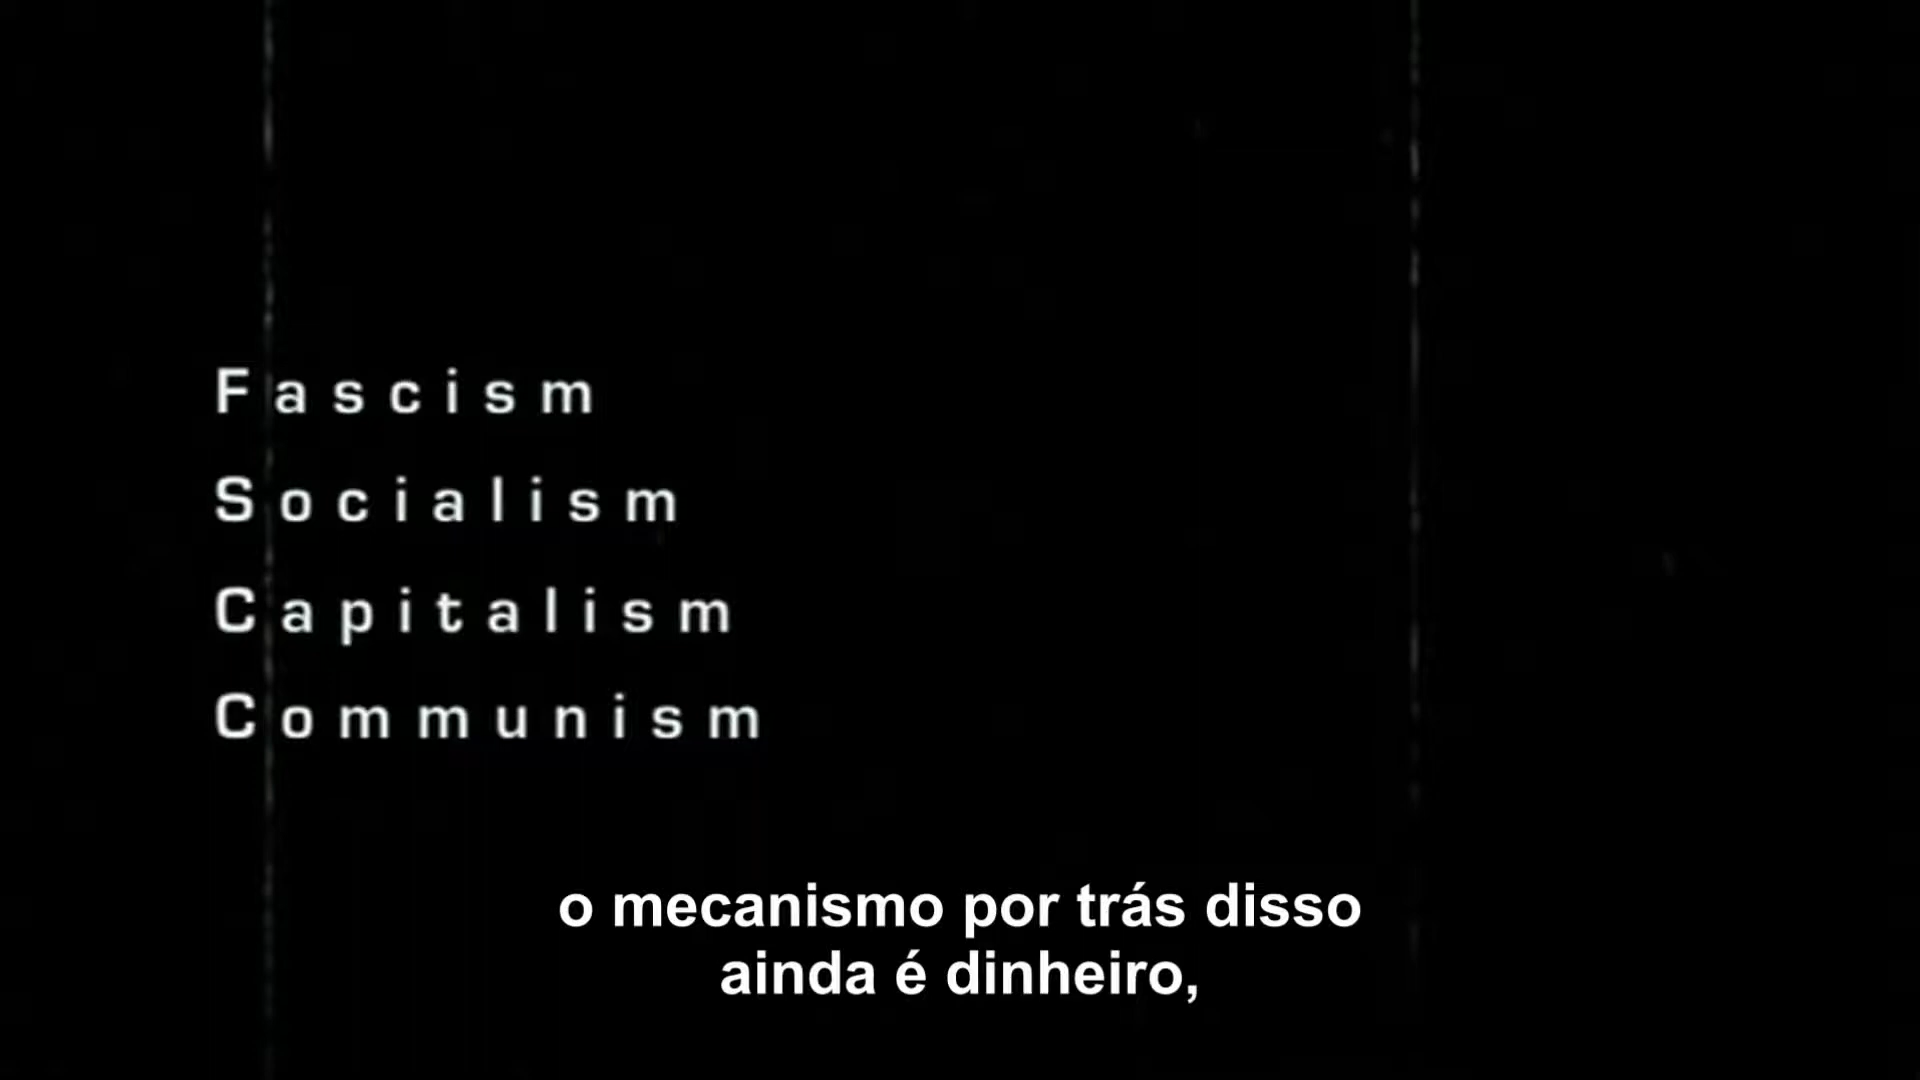 Fascism
Socialism
Capitalism
Communism
o mecanismo por trás disso
ainda é dinheiro,